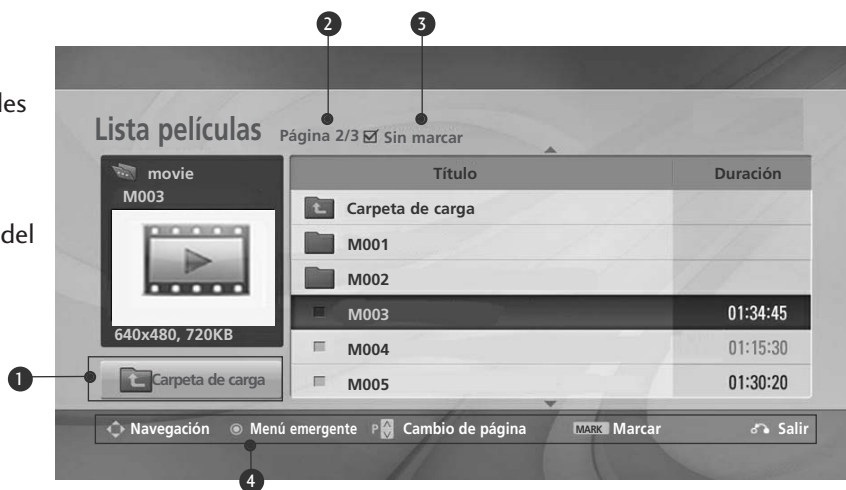 2 3
les
Lista películas Página 2/3 Sin marcar
movie
M003
Título Duración
Carpeta de carga
del
M001
M002
M003 01:34:45
640x480, 720KB
M004 01:15:30
1 Carpeta de carga
M005 01:30:20
Navegación Menú emergente P Cambio de página MARK Marcar Salir
4